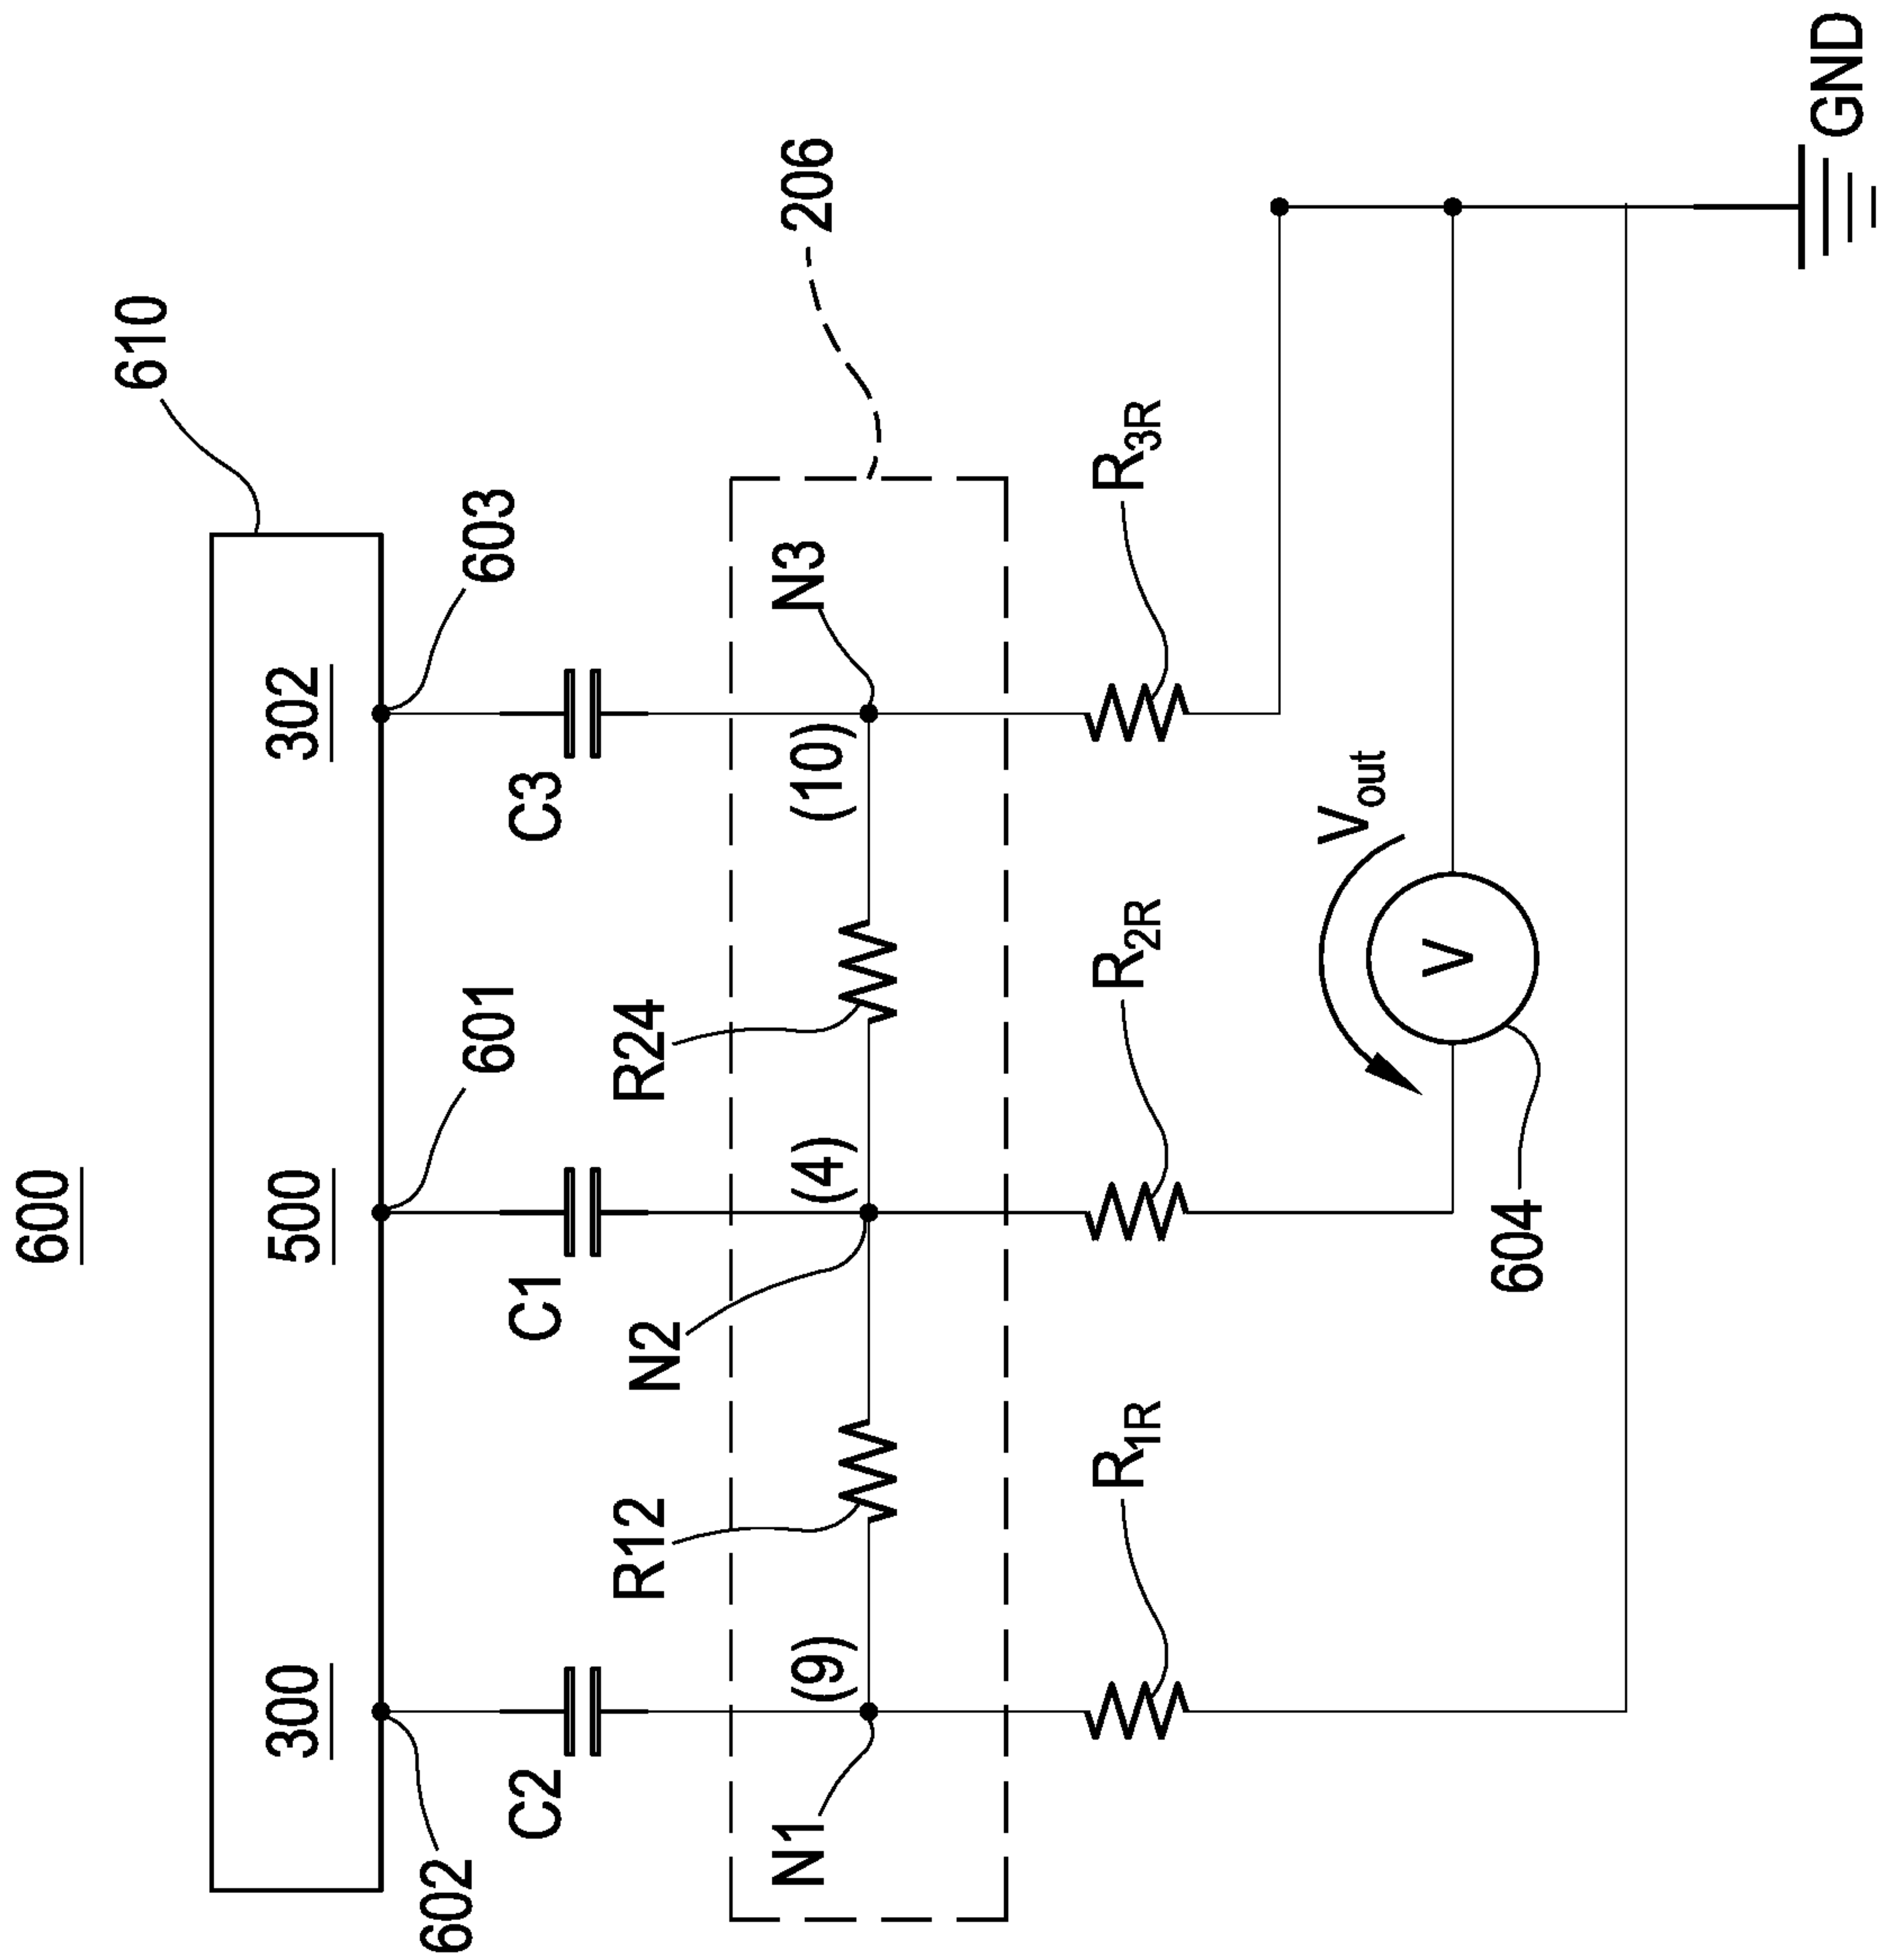 600
610
300
500
302
602
601
603
C2
C1
C3
R12
N2
R24
206
N1
(9)
(4)
(10)
N3
R1R
R2R
R3R
Vout
V
604
GND